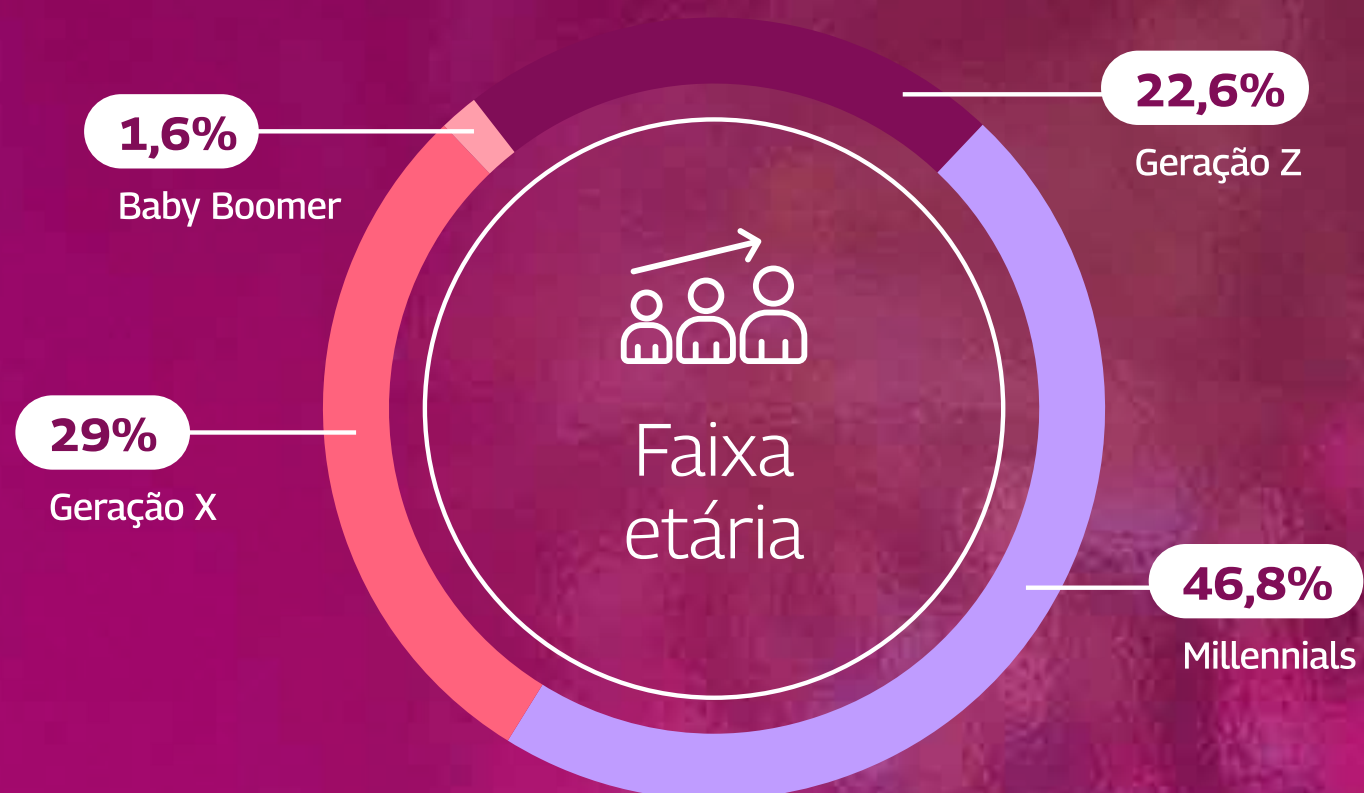 22,6%
Geração Z
1,6%
Baby Boomer
29%
Geração X
Faixa
etária
46,8%
Millennials